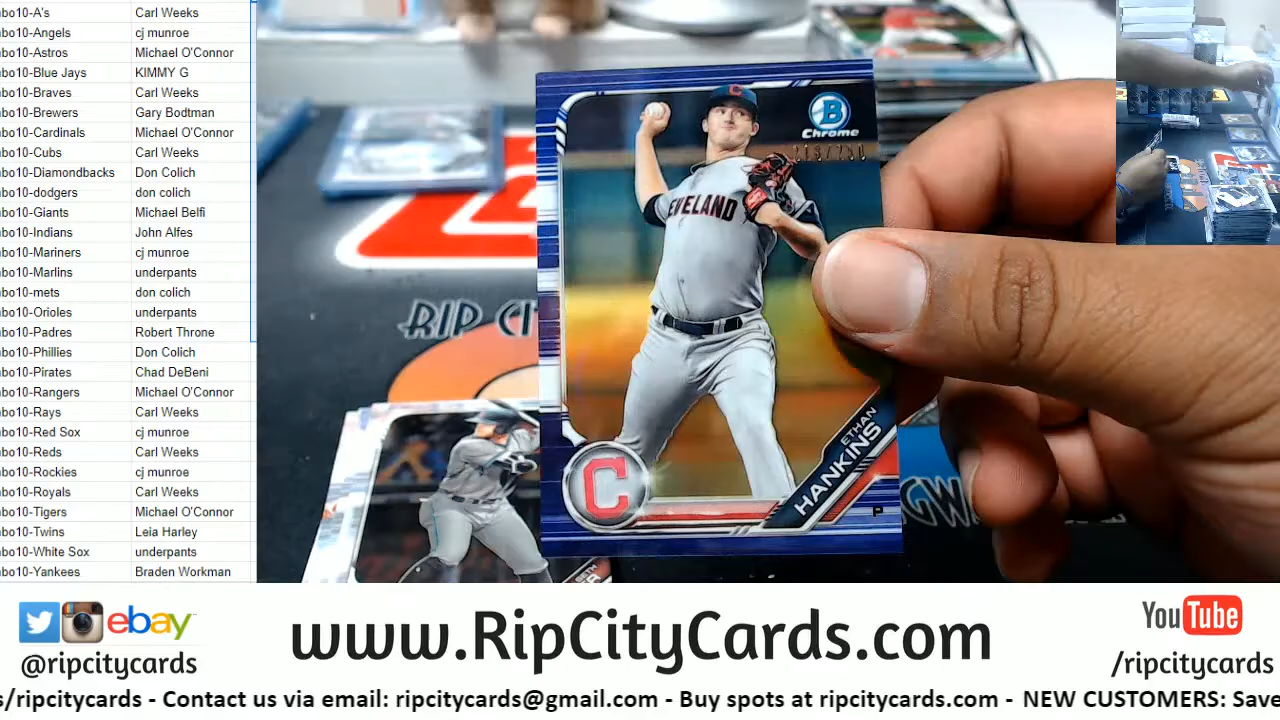 bo10-A's Carl Weeks
bo10-Angels cj munroe
bo10-Astros Michael O'Connor
bo10-Blue Jays KIMMY G
bo10-Braves Carl Weeks
bo10-Brewers Gary Bodtman
bo10-Cardinals Michael O'Connor
bo10-Cubs Carl Weeks
bo10-Diamandbacks Don Colich
bo10-dodgers don colich
bo10-Giants Michael Belfi
bo10-Indians John Alfes
bo10-Mariners cj munroe
bo10-Marlins underpants
bo10-mets don colich
bo10-Orioles underpants
bo10-Padres Robert Throne
bo10-Phillies Don Colich
bo10-Pirates Chad DeBeni
bo10-Rangers Michael O'Connor
bo10-Rays Carl Weeks
bo10-Red Sox cj munroe
bo10-Reds Carl Weeks
bo10-Rockies cj munroe
bo10-Royals Carl Weeks
bo10-Tigers Michael O'Connor
bo10-Twins Leia Harley
bo10-White Sox underpants
bo10-Yankees Braden Workman
C
B
Chrome
EVELAND
RIP CI
ETHAN
HANKINS
C
P
GW
ebay
@ripcitycards
www.RipCityCards.com
YouTube
/ripcitycards
s/ripcitycards - Contact us via email: ripcitycards@gmail.com - Buy spots at ripcitycards.com - NEW CUSTOMERS: Save